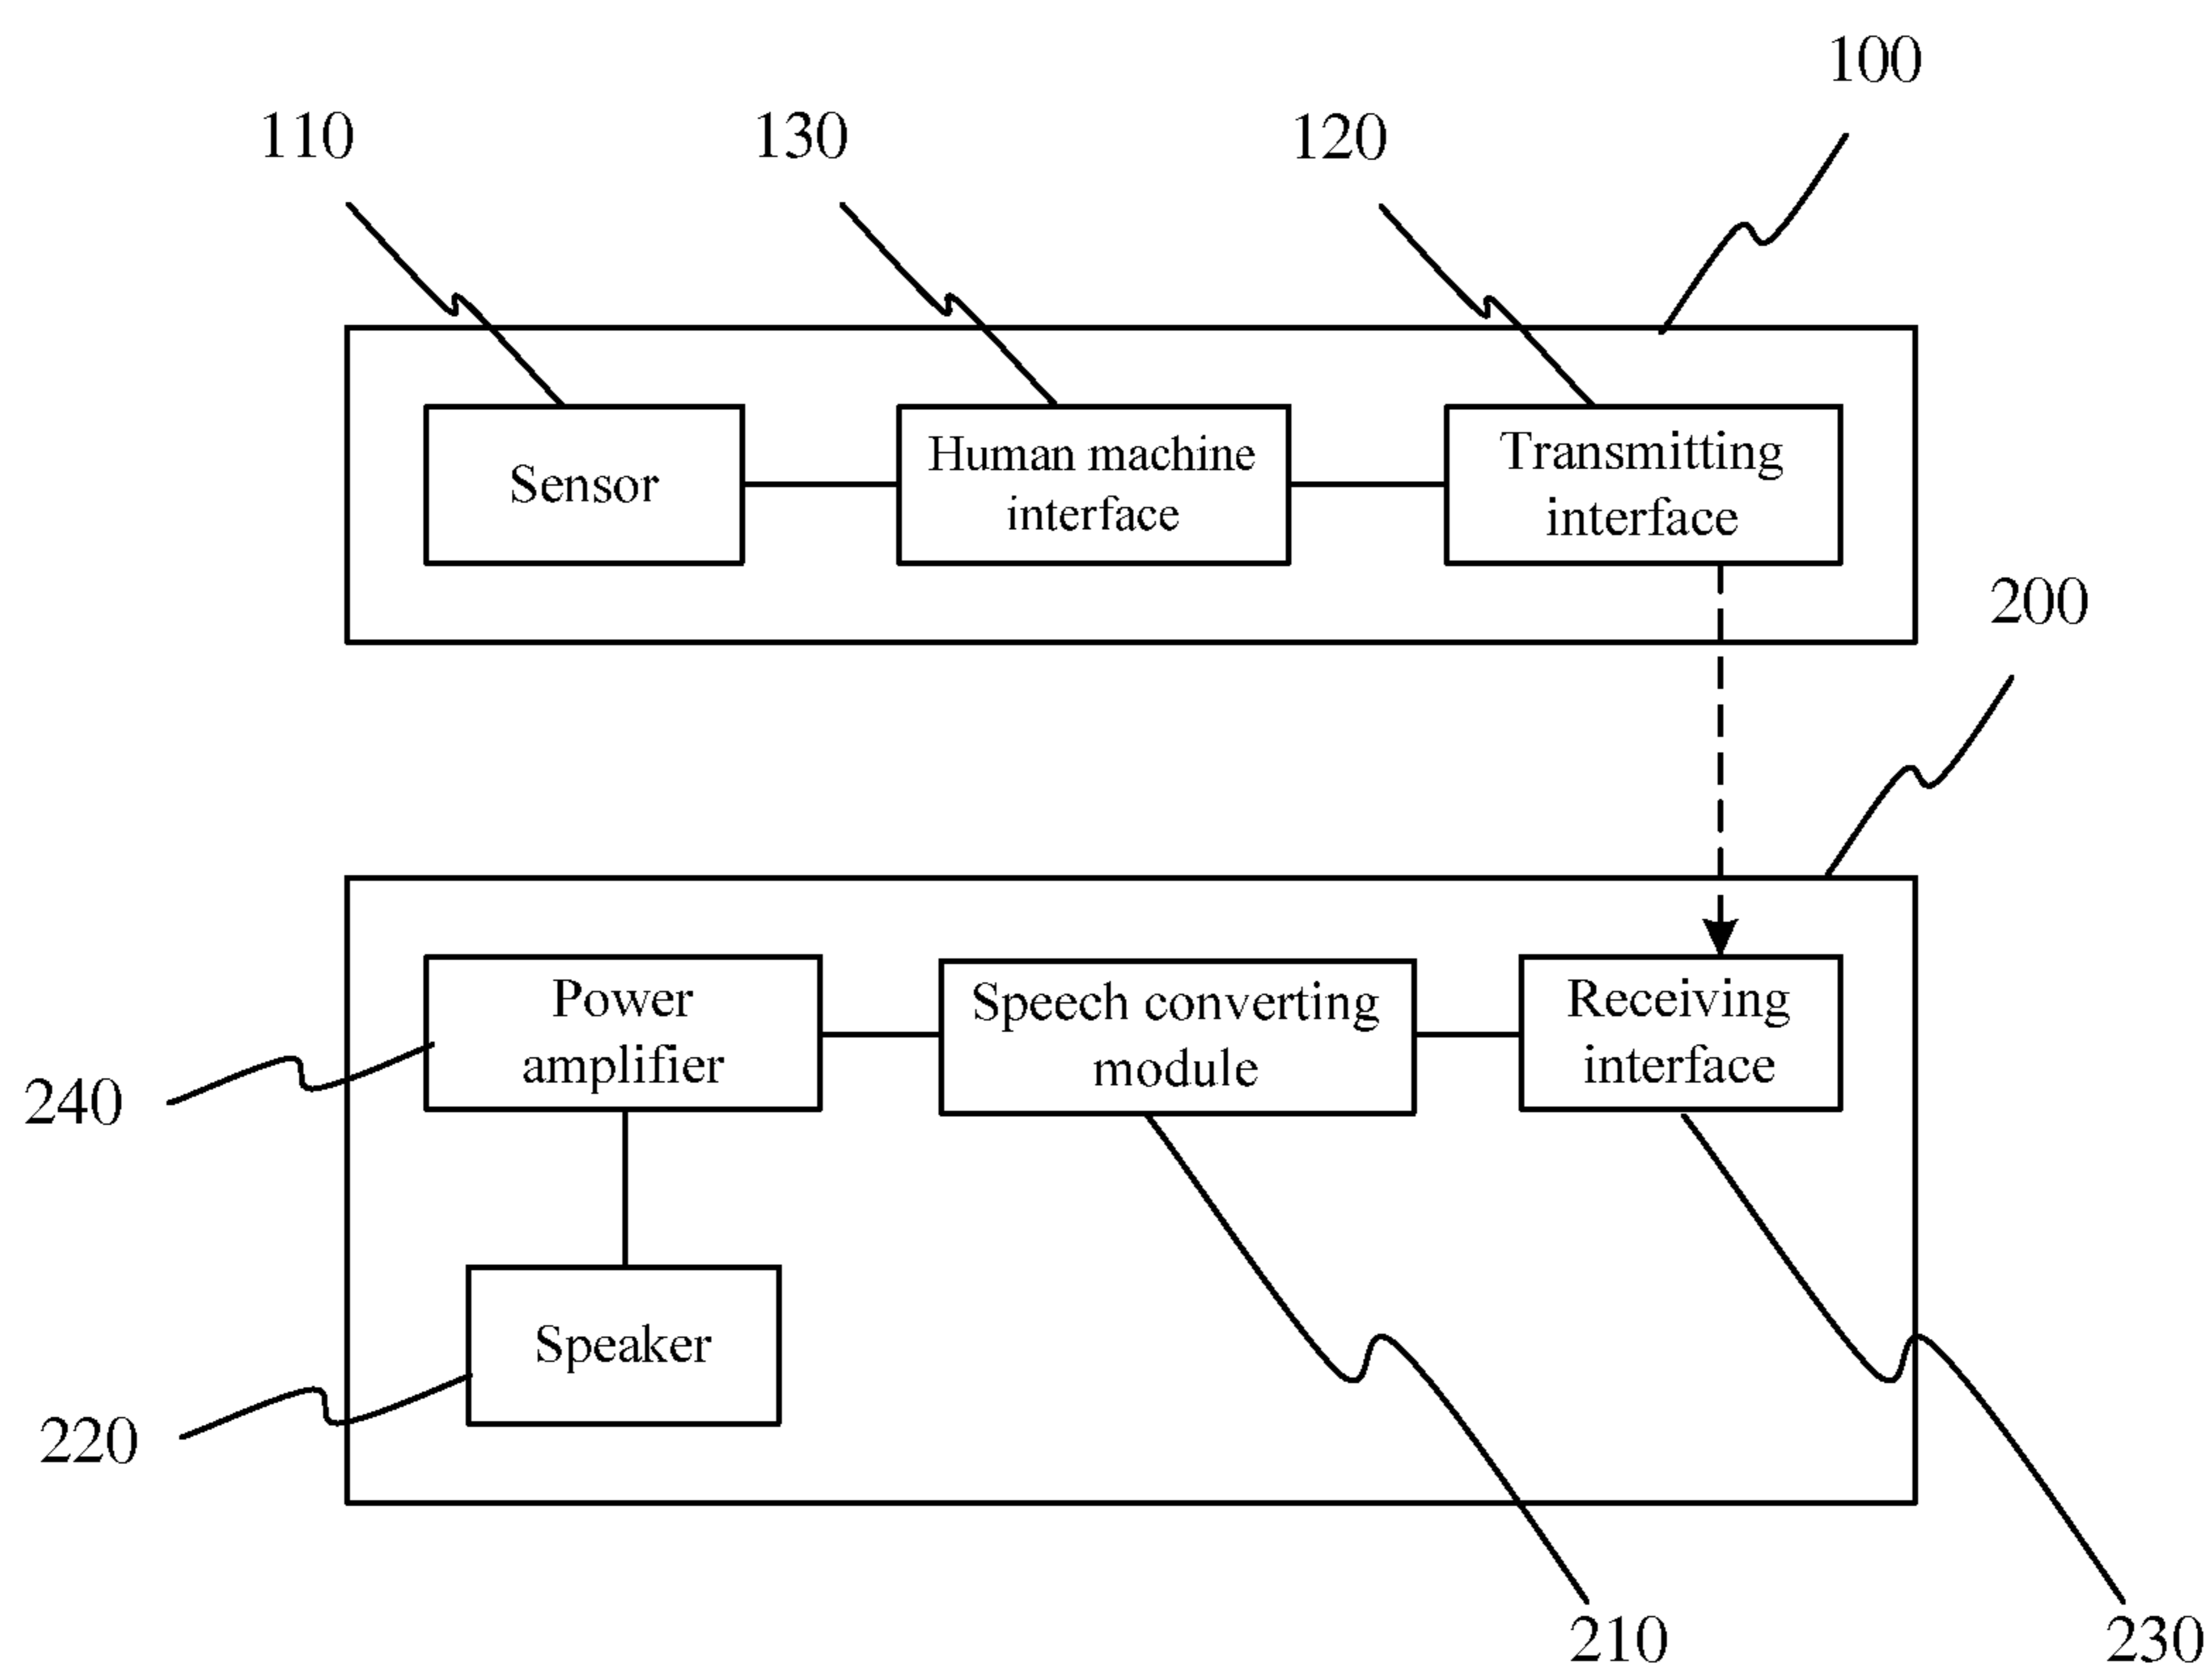 100
110
130
120
Sensor
Human machine
interface
Transmitting
interface
200
Power
amplifier
Speech converting
module
Receiving
interface
240
Speaker
220
210
230